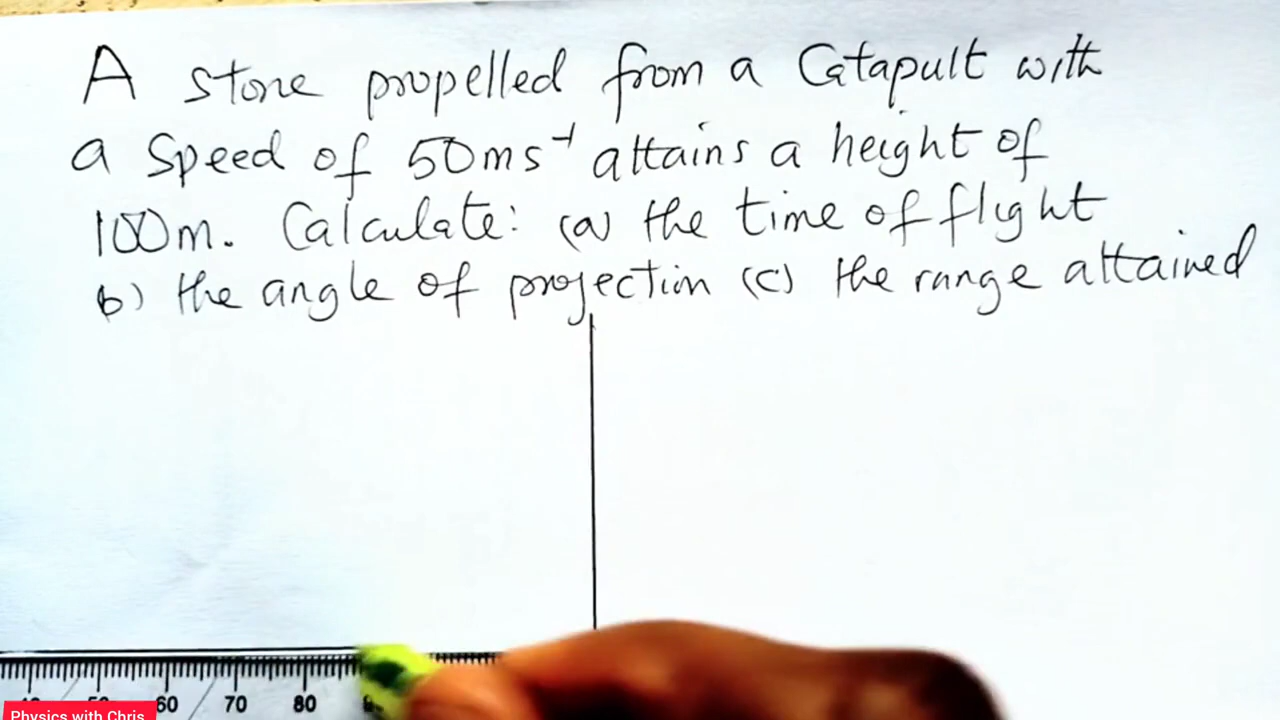 A stone propelled from a Catapult with
a Speed of 50ms⁻¹ attains a height of
100m. Calculate: (a) the time of flight
b) the angle of projection (c) the range attained
60 70 80
Physics with Chris